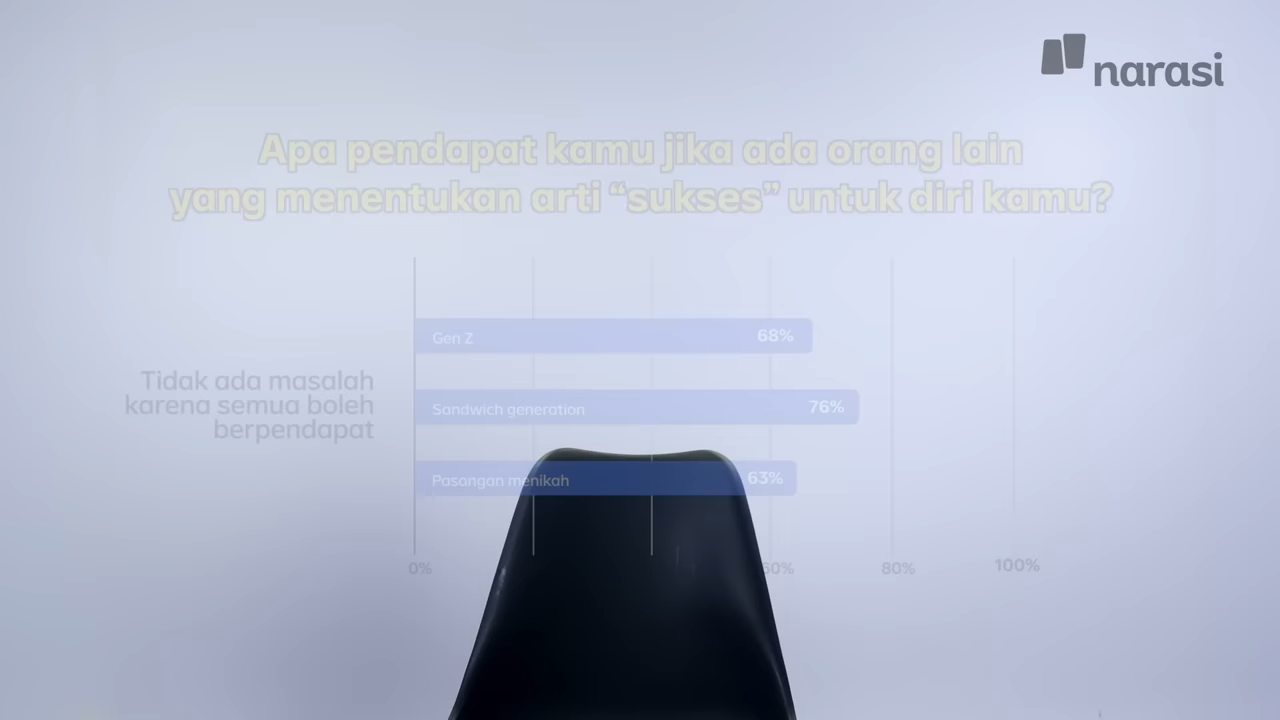 narasi
Apa pendapat kamu jika ada orang lain
yang menentukan arti “sukses” untuk diri kamu?
Gen Z 68%
Tidak ada masalah
karena semua boleh
berpendapat
Sandwich generation 76%
Pasangan menikah 63%
0% 60% 80% 100%